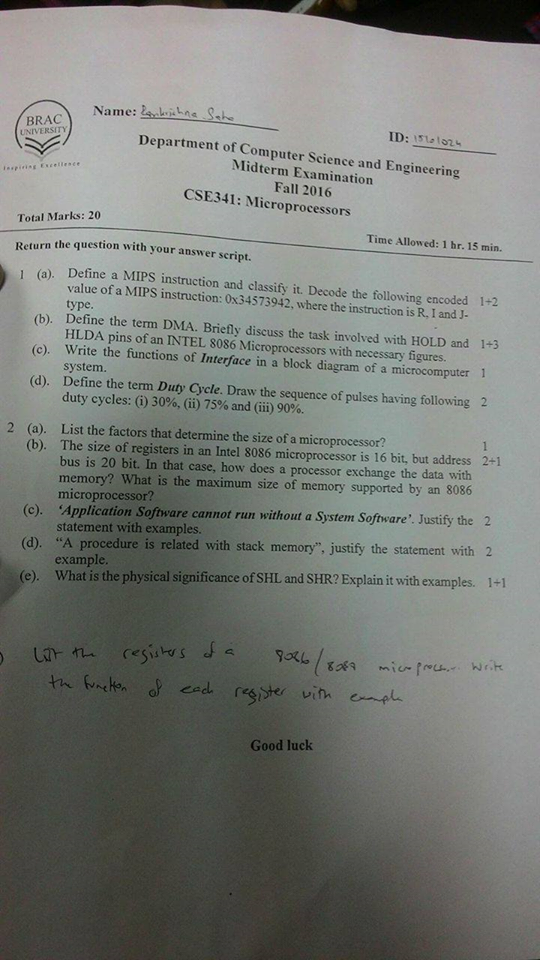 BRAC
UNIVERSITY
Inspiring Excellence
Name: Saha
ID:
Department of Computer Science and Engineering
Midterm Examination
Fall 2016
CSE341: Microprocessors
Total Marks: 20
Time Allowed: 1 hr. 15 min.
Return the question with your answer script.
1 (a). Define a MIPS instruction and classify it. Decode the following encoded 1+2
value of a MIPS instruction: 0x34573942, where the instruction is R, I and J-
type.
(b). Define the term DMA. Briefly discuss the task involved with HOLD and 1+3
HLDA pins of an INTEL 8086 Microprocessors with necessary figures.
(c). Write the functions of Interface in a block diagram of a microcomputer 1
system.
(d). Define the term Duty Cycle. Draw the sequence of pulses having following 2
duty cycles: (i) 30%, (ii) 75% and (iii) 90%.
2 (a). List the factors that determine the size of a microprocessor? 1
(b). The size of registers in an Intel 8086 microprocessor is 16 bit, but address 2+1
bus is 20 bit. In that case, how does a processor exchange the data with
memory? What is the maximum size of memory supported by an 8086
microprocessor?
(c). ‘Application Software cannot run without a System Software’. Justify the 2
statement with examples.
(d). “A procedure is related with stack memory”, justify the statement with 2
example.
(e). What is the physical significance of SHL and SHR? Explain it with examples. 1+1
List the registers of a 8086/8088 microprocessor. Write
the function of each register with example
Good luck